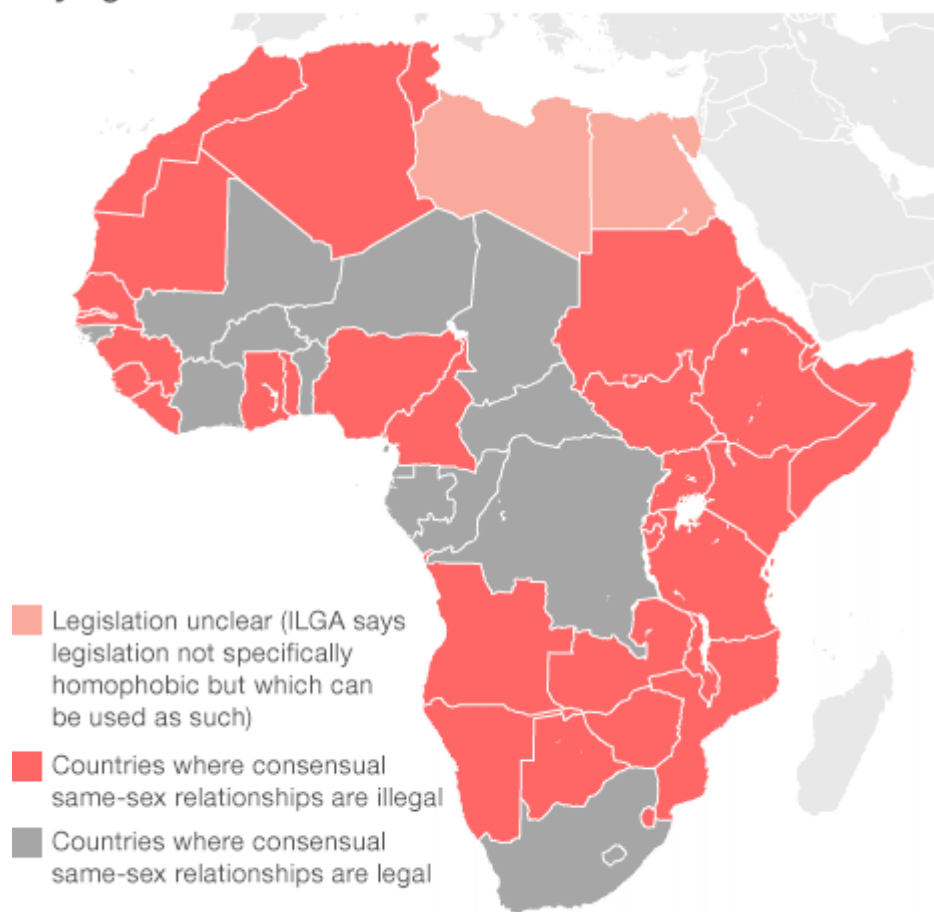 Legislation unclear (ILGA says
legislation not specifically
homophobic but which can
be used as such)
Countries where consensual
same-sex relationships are illegal
Countries where consensual
same-sex relationships are legal